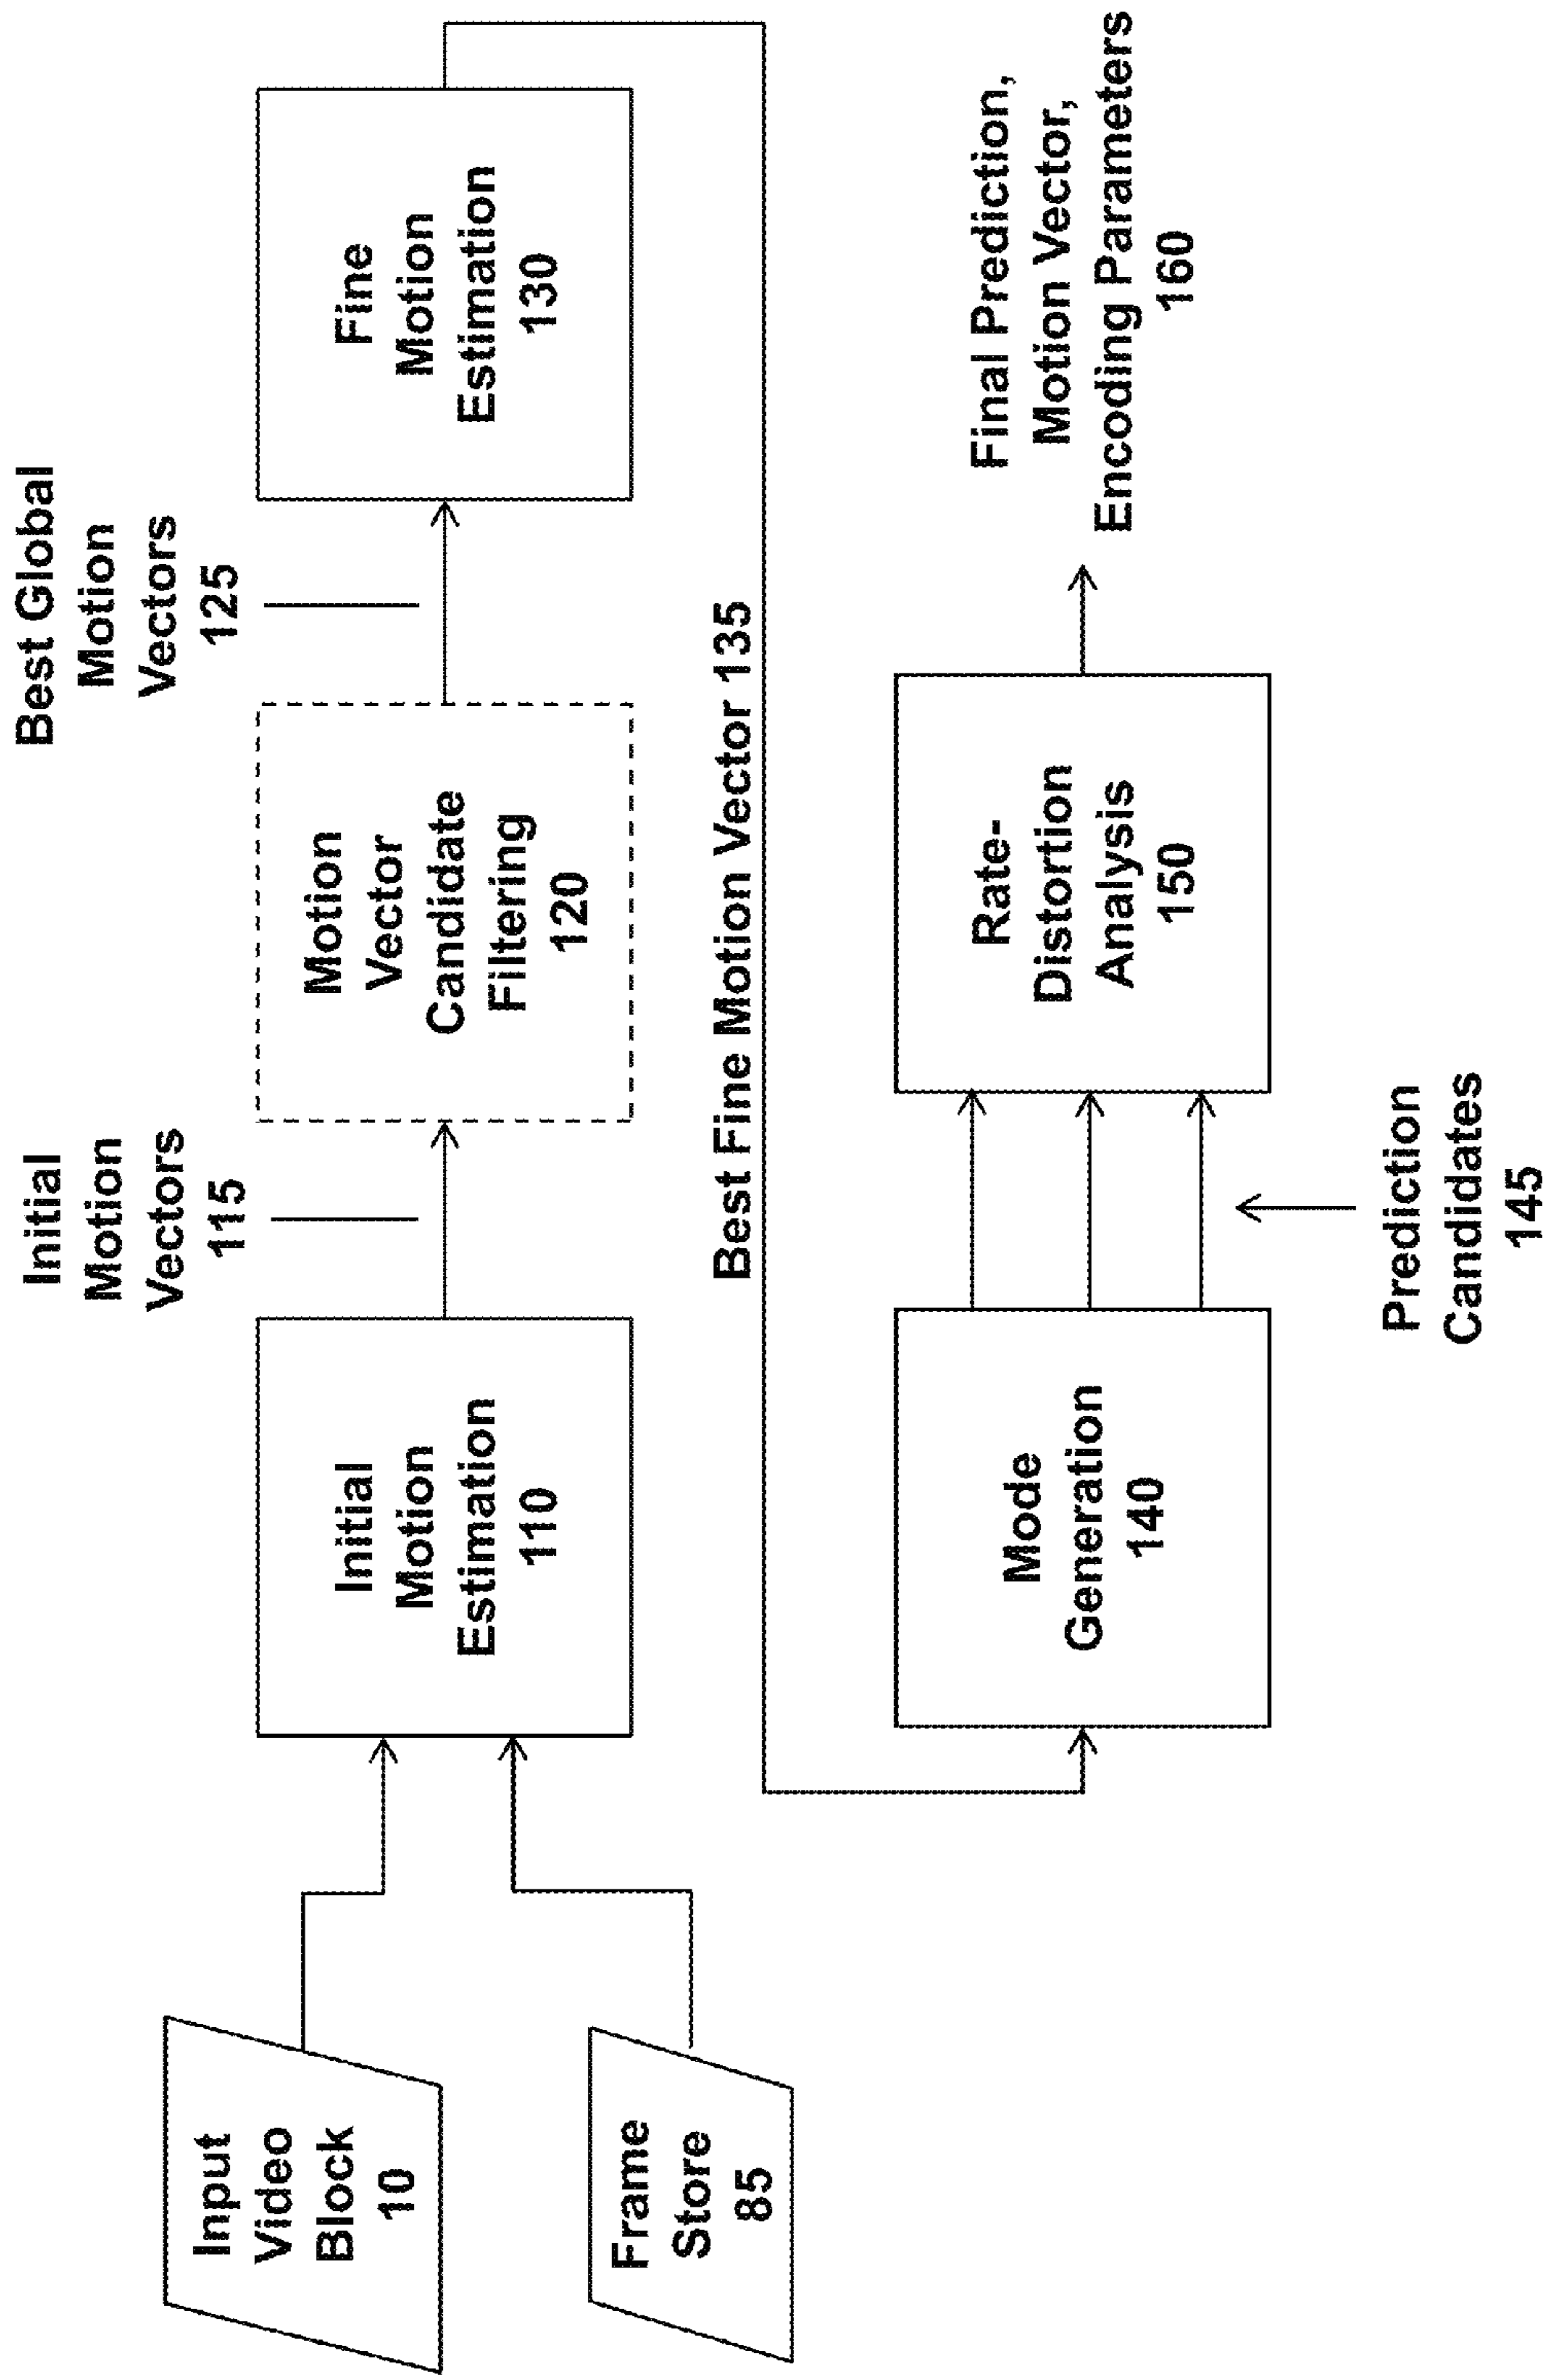 Input
Video
Block
10
Frame
Store
85
Initial
Motion
Estimation
110
Initial
Motion
Vectors
115
Motion
Vector
Candidate
Filtering
120
Best Global
Motion
Vectors
125
Fine
Motion
Estimation
130
Best Fine Motion Vector 135
Mode
Generation
140
Prediction
Candidates
145
Rate-
Distortion
Analysis
150
Final Prediction,
Motion Vector,
Encoding Parameters
160